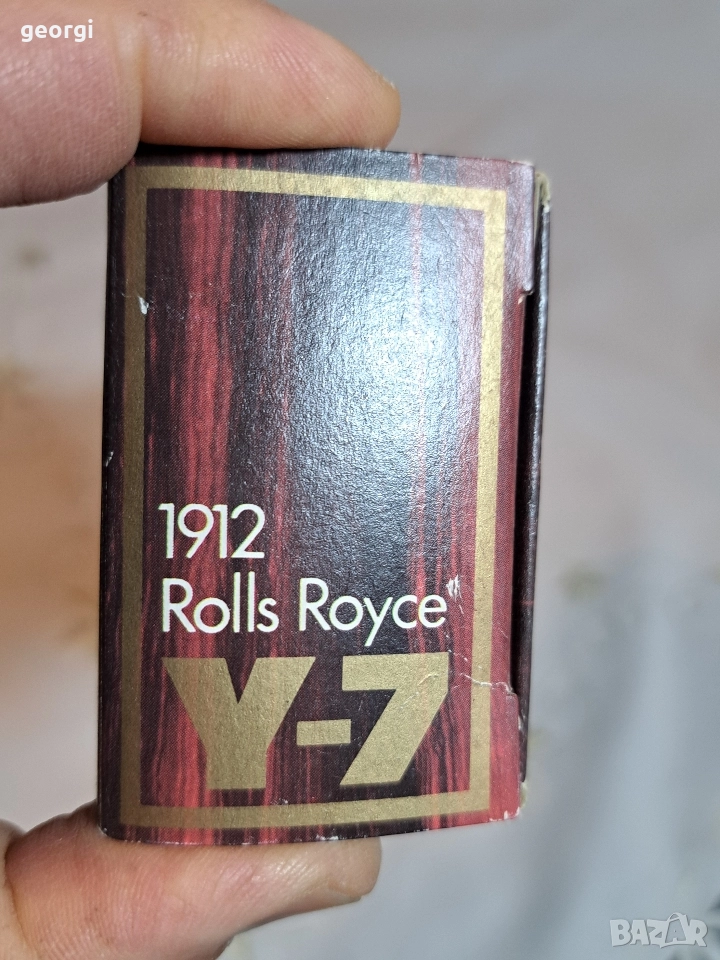 georgi
1912
Rolls Royce
Y-7
BAZAR